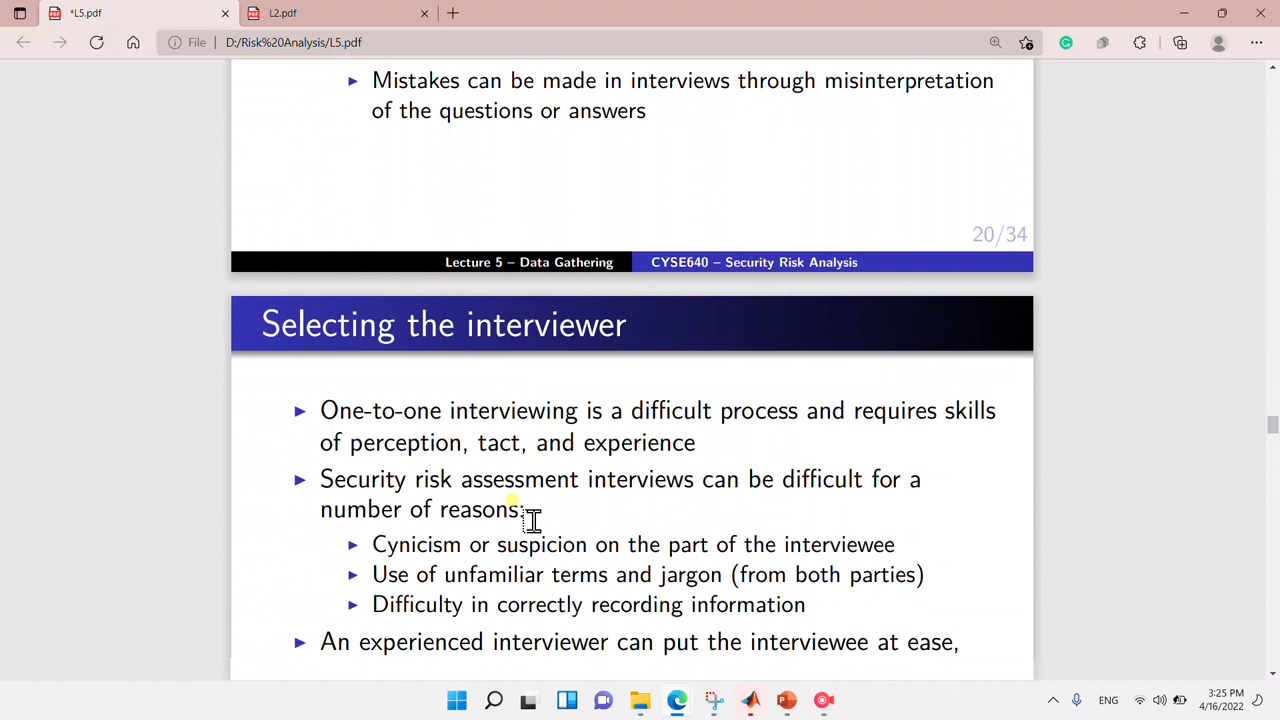 *L5.pdf
L2.pdf
File
D:/Risk%20Analysis/L5.pdf
▶ Mistakes can be made in interviews through misinterpretation
of the questions or answers
20/34
Lecture 5 – Data Gathering
CYSE640 – Security Risk Analysis
Selecting the interviewer
▶ One-to-one interviewing is a difficult process and requires skills
of perception, tact, and experience
▶ Security risk assessment interviews can be difficult for a
number of reasons:
▶ Cynicism or suspicion on the part of the interviewee
▶ Use of unfamiliar terms and jargon (from both parties)
▶ Difficulty in correctly recording information
▶ An experienced interviewer can put the interviewee at ease,
ENG
3:25 PM
4/16/2022